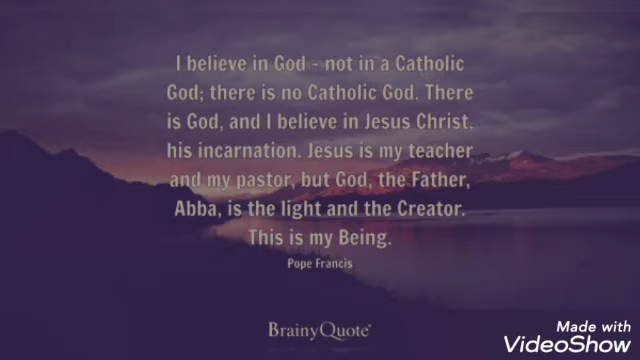 I believe in God - not in a Catholic
God; there is no Catholic God. There
is God, and I believe in Jesus Christ,
his incarnation. Jesus is my teacher
and my pastor, but God, the Father,
Abba, is the light and the Creator.
This is my Being.
Pope Francis
BrainyQuote®
Made with
VideoShow